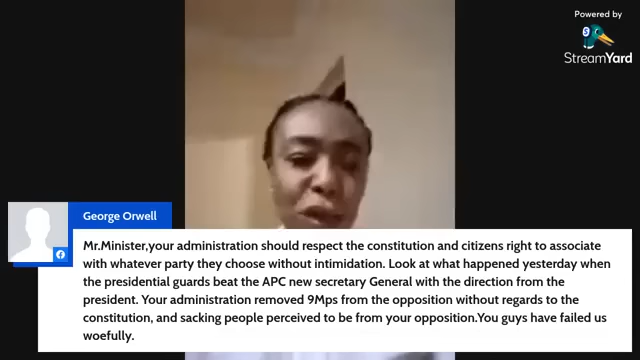 Powered by
StreamYard
George Orwell
Mr.Minister,your administration should respect the constitution and citizens right to associate
with whatever party they choose without intimidation. Look at what happened yesterday when
the presidential guards beat the APC new secretary General with the direction from the
president. Your administration removed 9Mps from the opposition without regards to the
constitution, and sacking people perceived to be from your opposition.You guys have failed us
woefully.